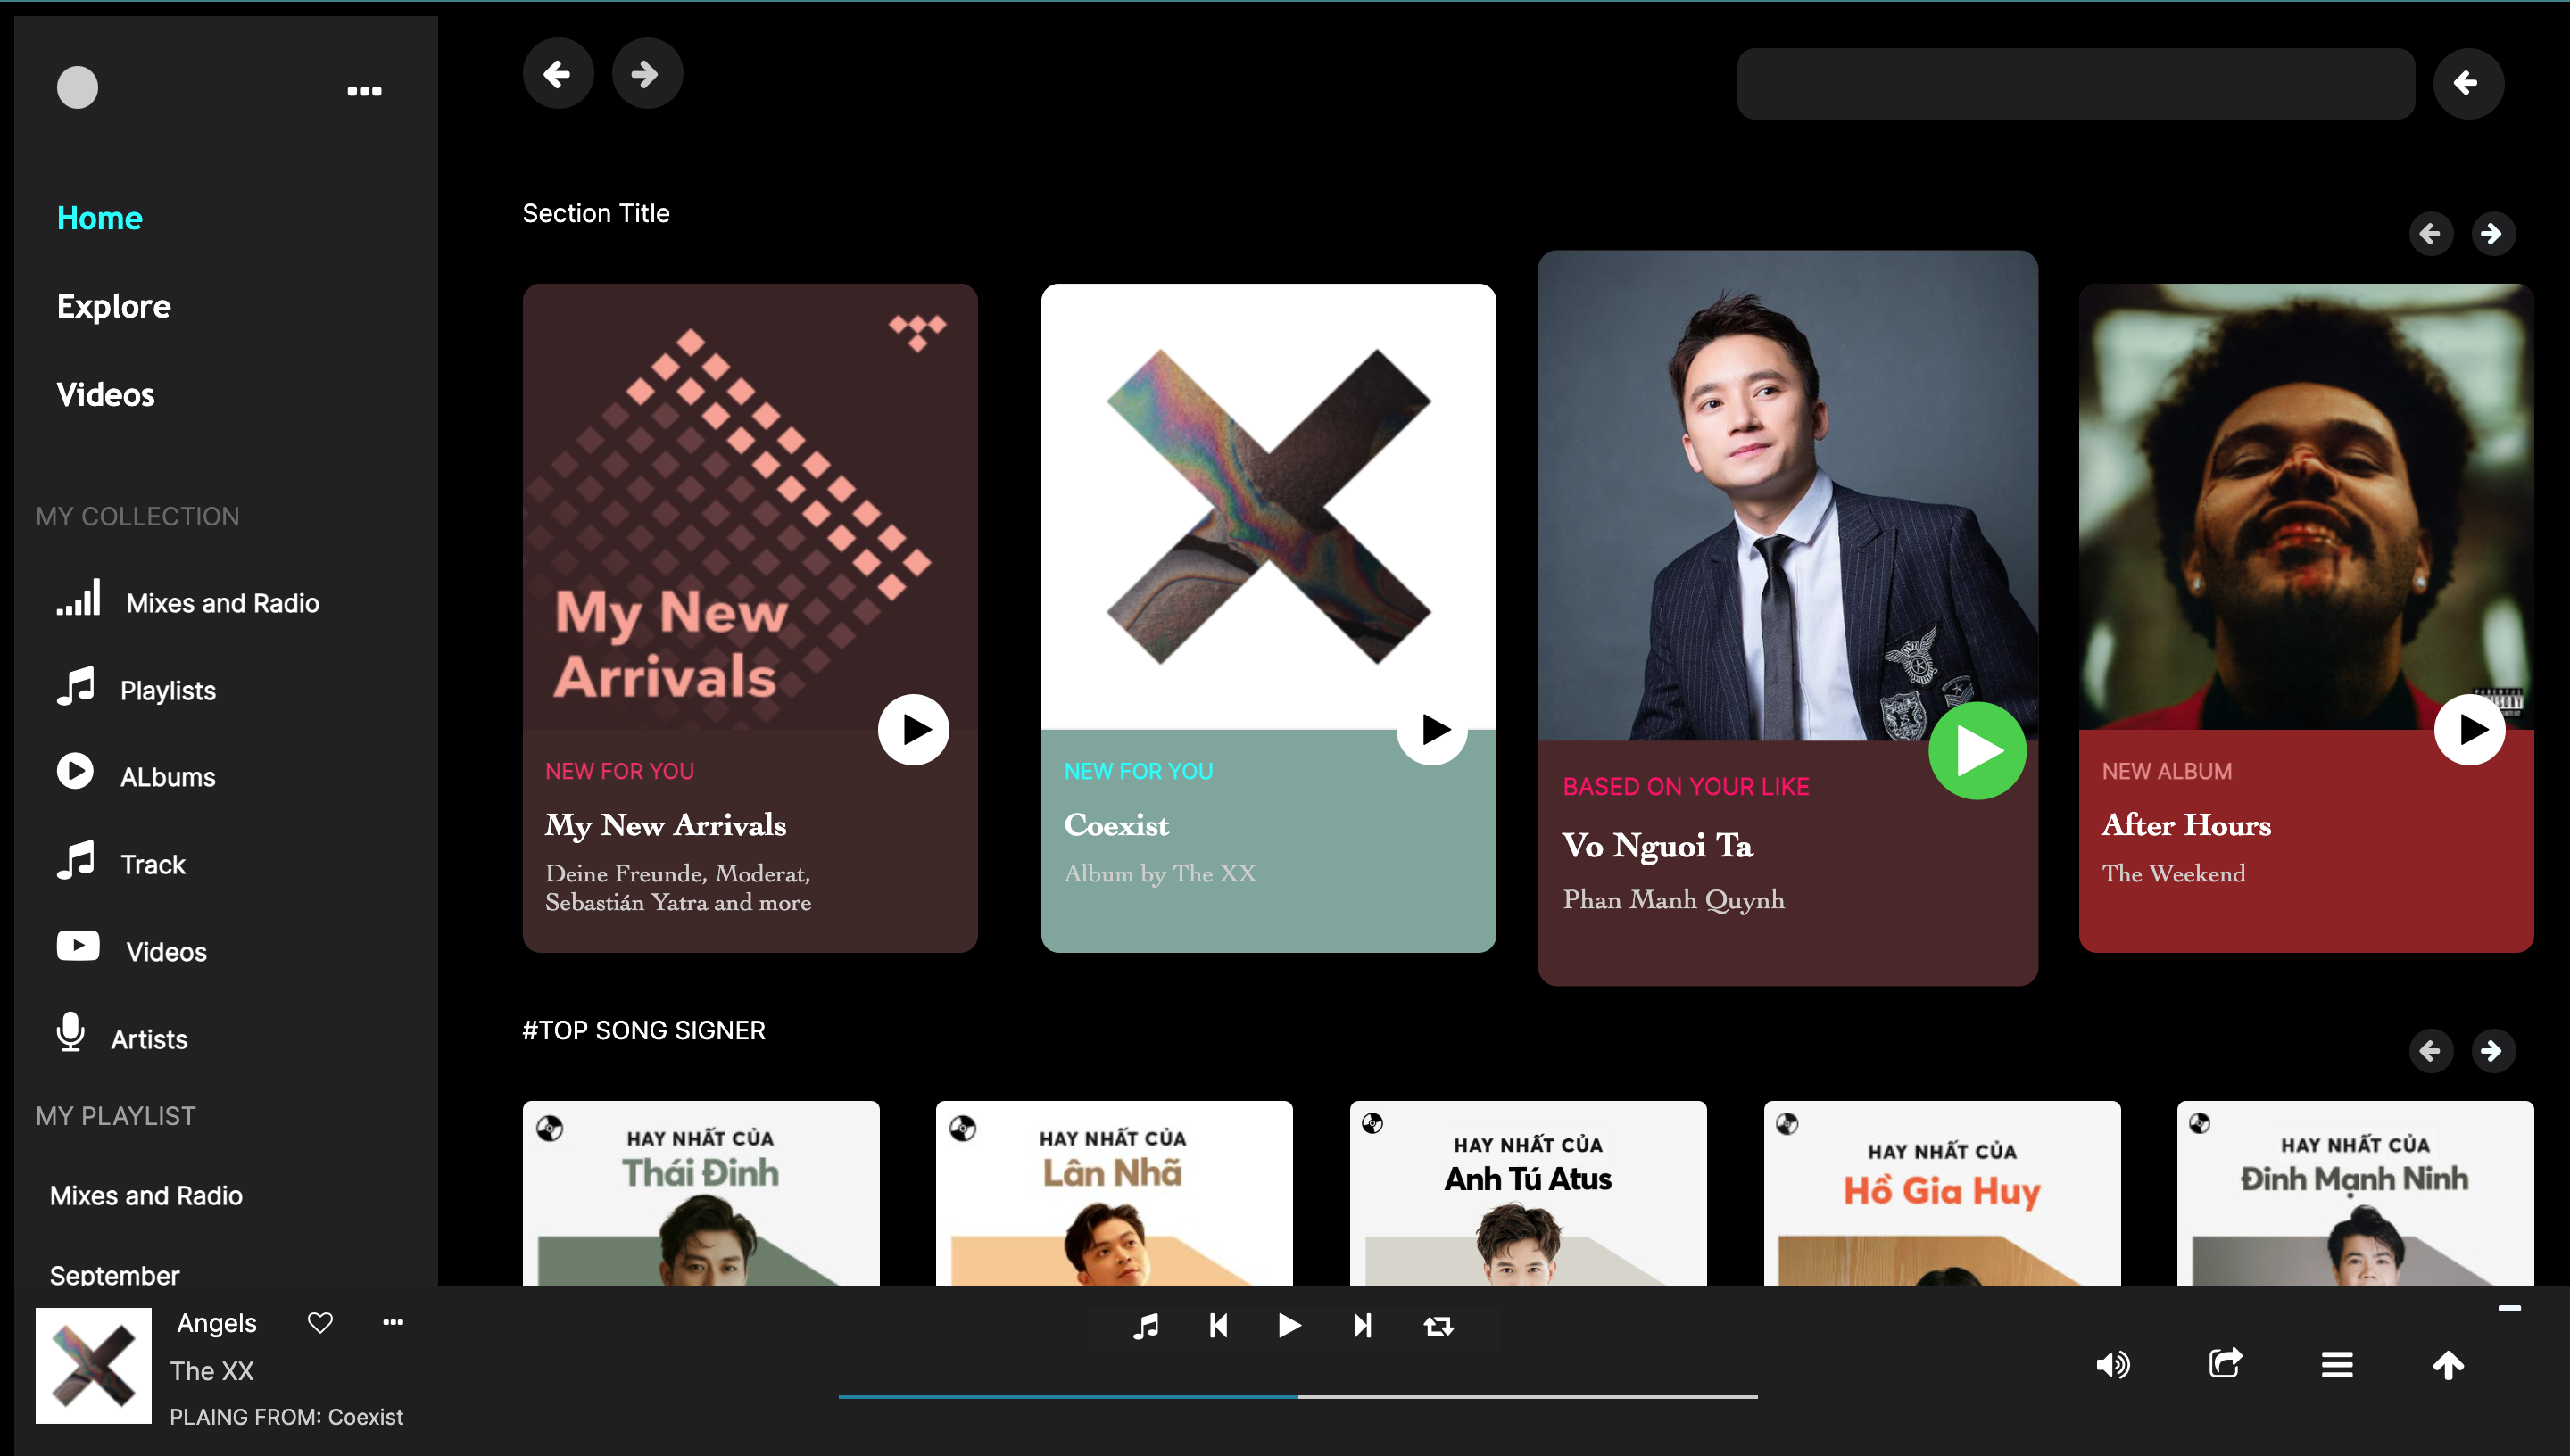 Home
Explore
Videos
MY COLLECTION
Mixes and Radio
Playlists
ALbums
Track
Videos
Artists
MY PLAYLIST
Mixes and Radio
September
Section Title
My New
Arrivals
NEW FOR YOU
My New Arrivals
Deine Freunde, Moderat,
Sebastián Yatra and more
NEW FOR YOU
Coexist
Album by The XX
BASED ON YOUR LIKE
Vo Nguoi Ta
Phan Manh Quynh
NEW ALBUM
After Hours
The Weekend
#TOP SONG SIGNER
HAY NHẤT CỦA
Thái Đinh
HAY NHẤT CỦA
Lân Nhã
HAY NHẤT CỦA
Anh Tú Atus
HAY NHẤT CỦA
Hồ Gia Huy
HAY NHẤT CỦA
Đinh Mạnh Ninh
Angels
The XX
PLAING FROM: Coexist